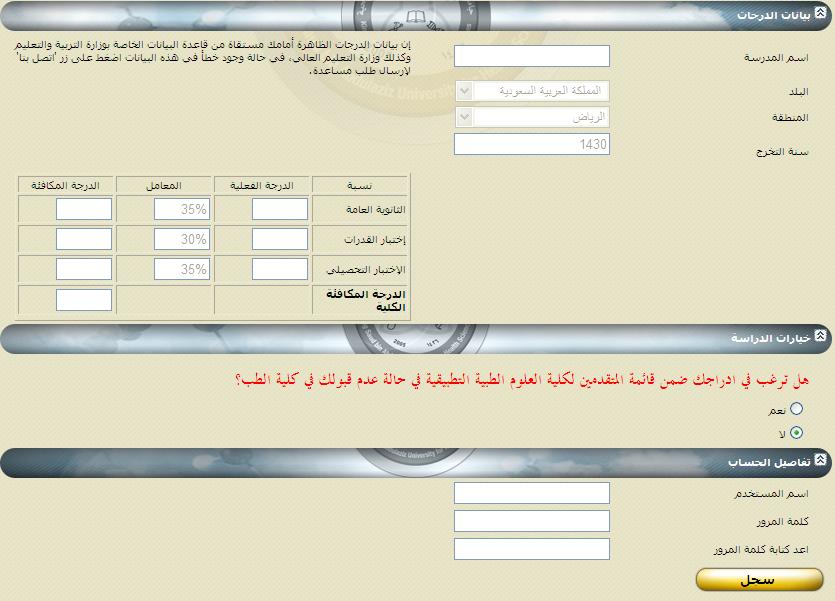 بيانات الدرجات
إن بيانات الدرجات الظاهرة أمامك مستقاة من قاعدة البيانات الخاصة بوزارة التربية والتعليم
وكذلك وزارة التعليم العالي، في حالة وجود خطأ في هذه البيانات اضغط على زر 'اتصل بنا'
لإرسال طلب مساعدة.
اسم المدرسة
البلد المملكة العربية السعودية
المنطقة الرياض
سنة التخرج 1430
نسبة الدرجة الفعلية المعامل الدرجة المكافئة
الثانوية العامة 35%
إختبار القدرات 30%
الإختبار التحصيلي 35%
الدرجة المكافئة
الكلية
خيارات الدراسة
هل ترغب في ادراجك ضمن قائمة المتقدمين لكلية العلوم الطبية التطبيقية في حالة عدم قبولك في كلية الطب؟
نعم
لا
تفاصيل الحساب
اسم المستخدم
كلمة المرور
اعد كتابة كلمة المرور
سجل